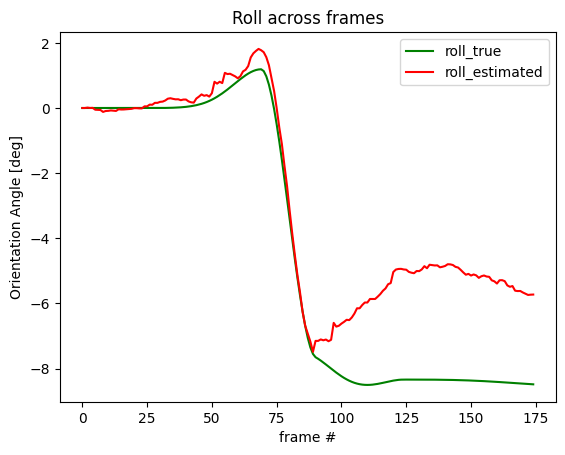 Roll across frames
roll_true
roll_estimated
Orientation Angle [deg]
2
0
−2
−4
−6
−8
0 25 50 75 100 125 150 175
frame #